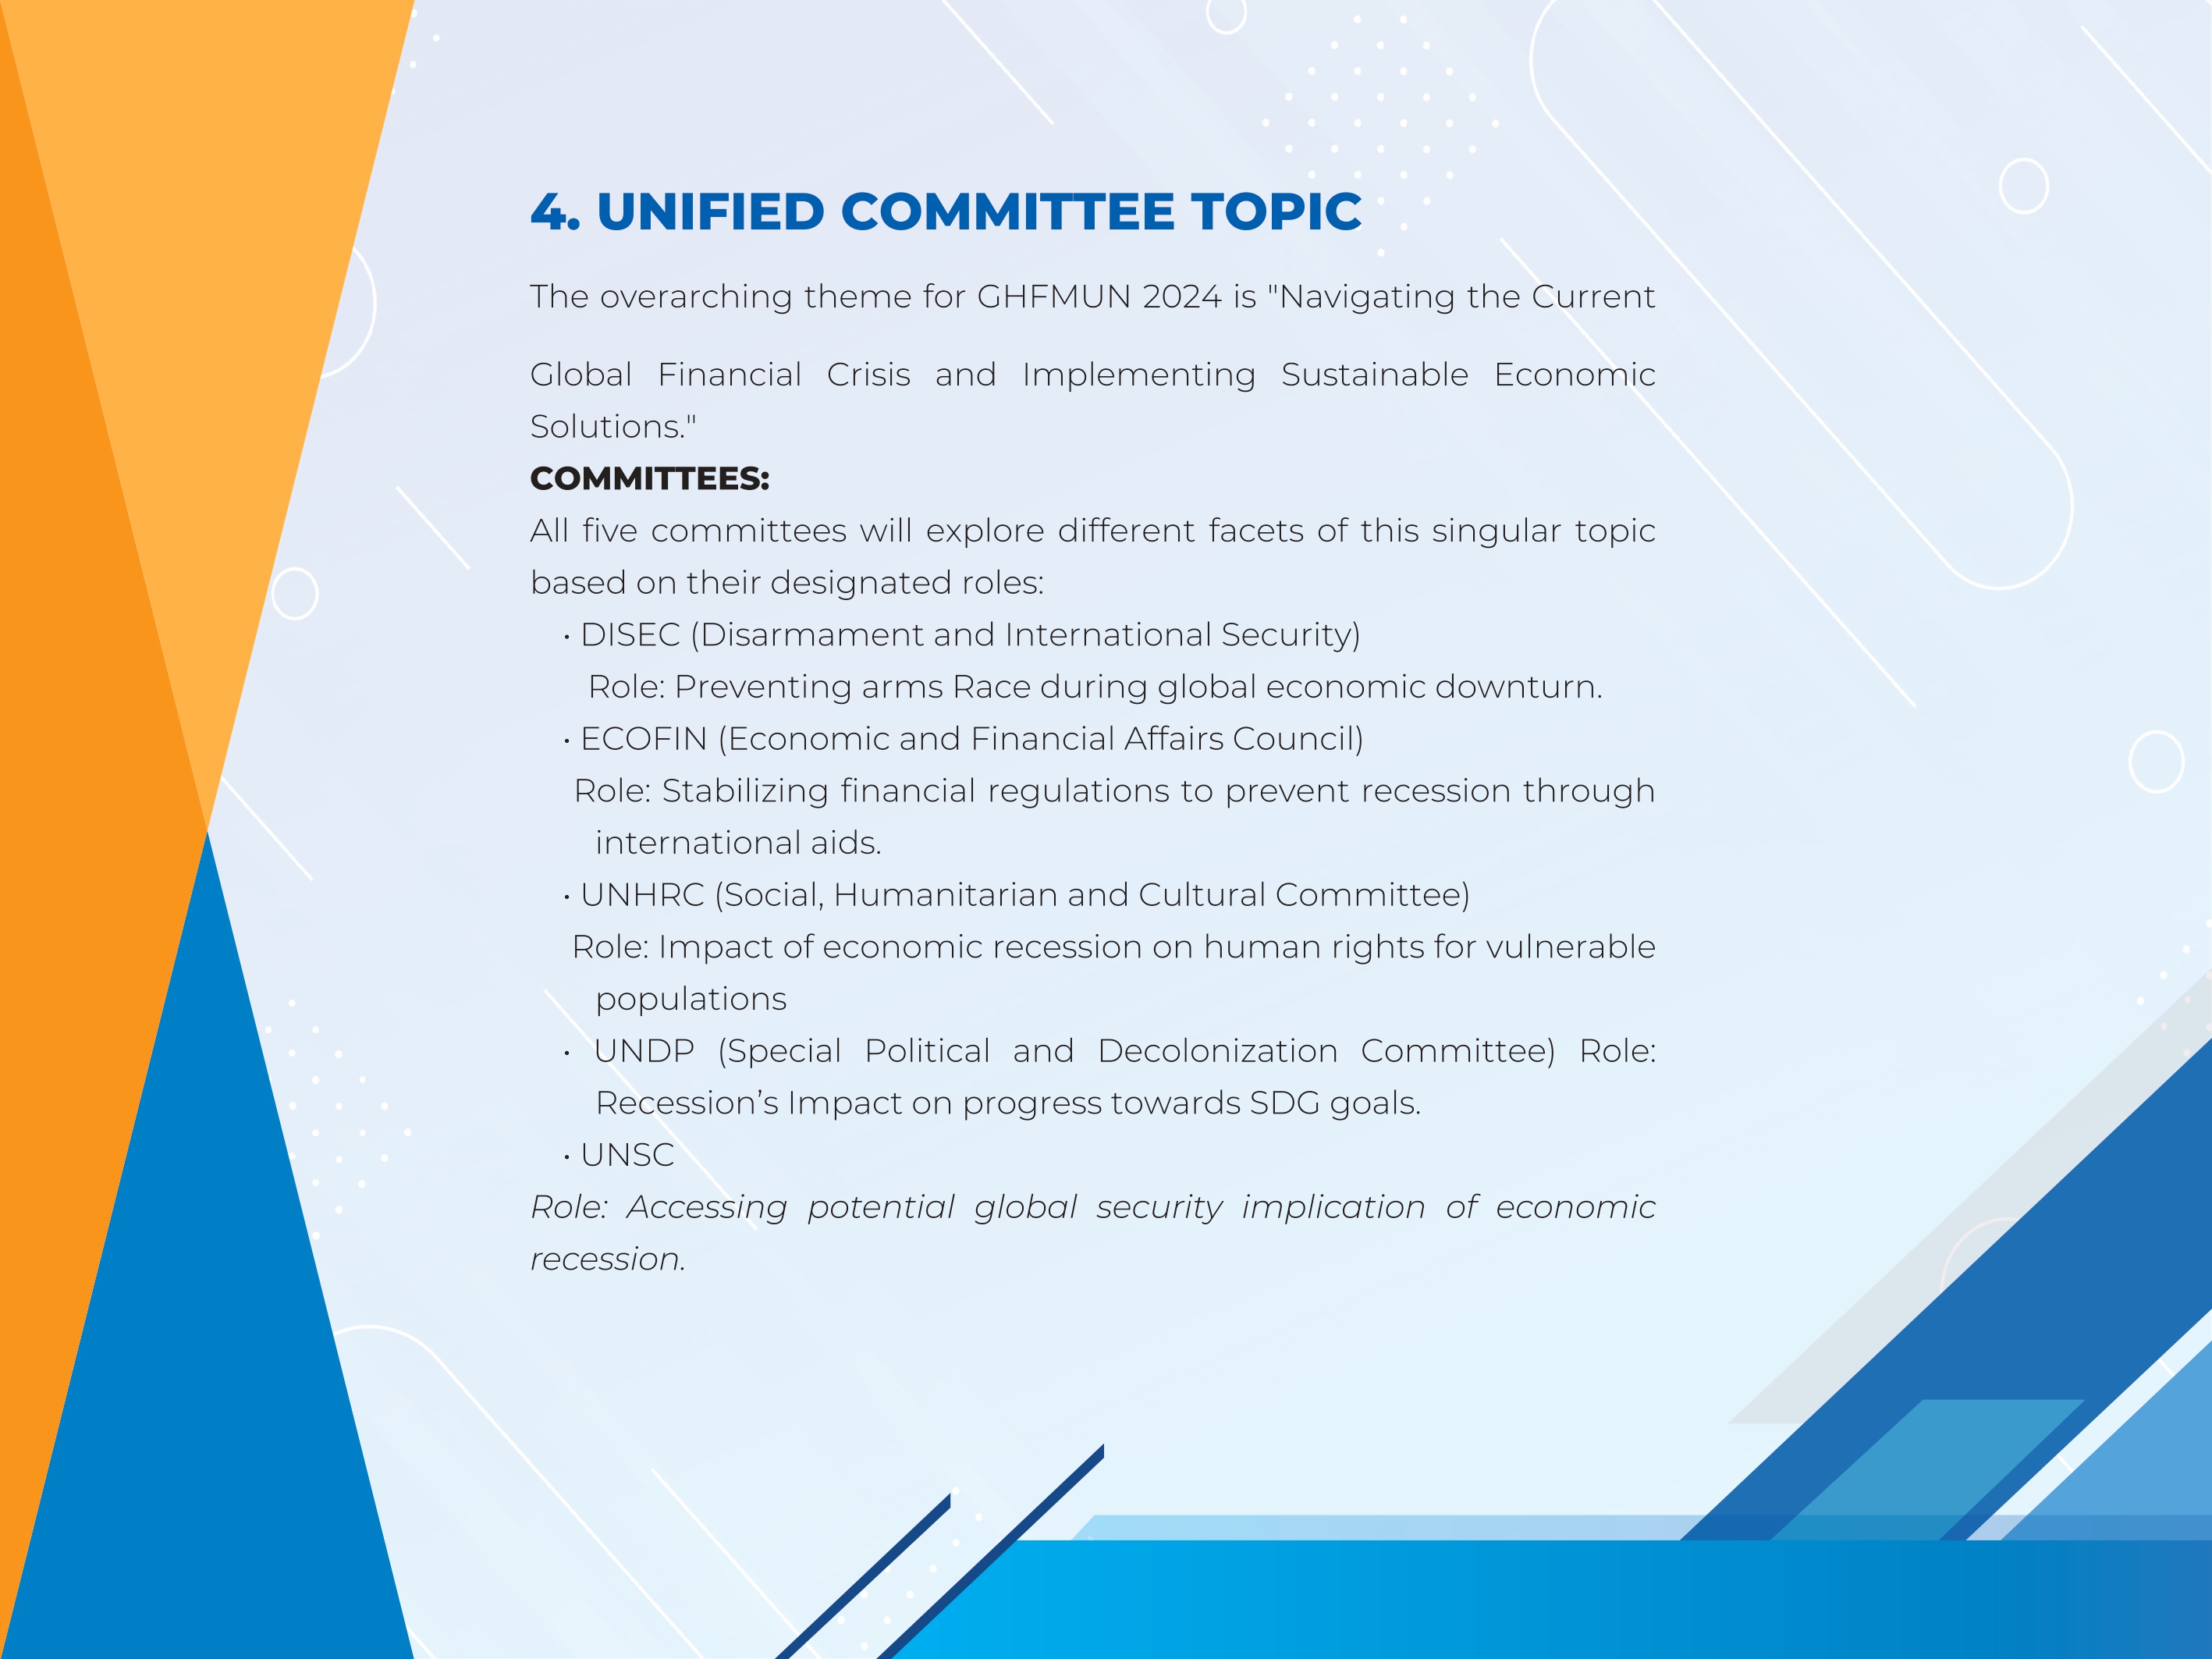 4. UNIFIED COMMITTEE TOPIC
The overarching theme for GHFMUN 2024 is "Navigating the Current
Global Financial Crisis and Implementing Sustainable Economic
Solutions."
COMMITTEES:
All five committees will explore different facets of this singular topic
based on their designated roles:
• DISEC (Disarmament and International Security)
Role: Preventing arms Race during global economic downturn.
• ECOFIN (Economic and Financial Affairs Council)
Role: Stabilizing financial regulations to prevent recession through
international aids.
• UNHRC (Social, Humanitarian and Cultural Committee)
Role: Impact of economic recession on human rights for vulnerable
populations
• UNDP (Special Political and Decolonization Committee) Role:
Recession’s Impact on progress towards SDG goals.
• UNSC
Role: Accessing potential global security implication of economic
recession.